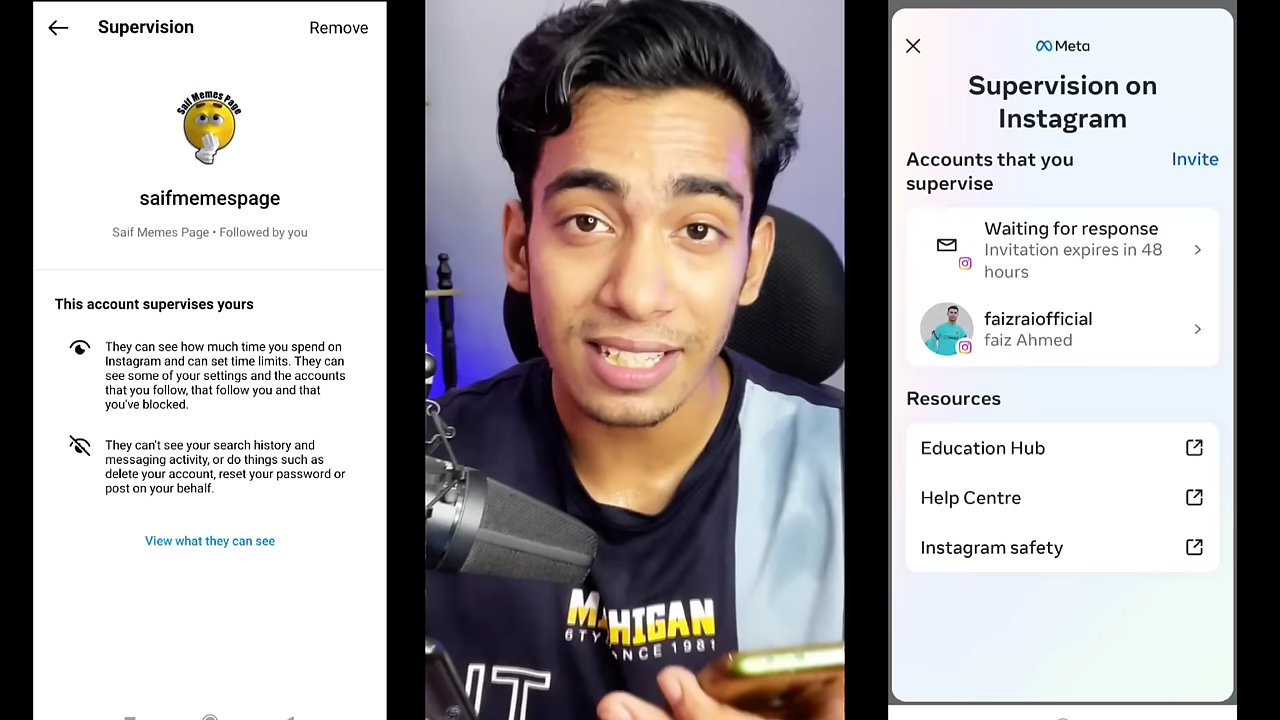 Supervision
Remove
Saif Memes Page
saifmemespage
Saif Memes Page • Followed by you
This account supervises yours
They can see how much time you spend on
Instagram and can set time limits. They can
see some of your settings and the accounts
that you follow, that follow you and that
you've blocked.
They can't see your search history and
messaging activity, or do things such as
delete your account, reset your password or
post on your behalf.
View what they can see
6TY
SINCE 1981
Meta
Supervision on
Instagram
Accounts that you
supervise
Invite
Waiting for response
Invitation expires in 48
hours
faizraiofficial
faiz Ahmed
Resources
Education Hub
Help Centre
Instagram safety